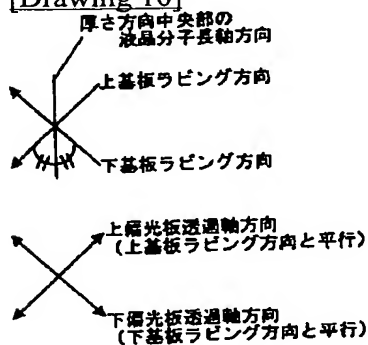 [Drawing 10]
厚さ方向中央部の
液晶分子長軸方向
上基板ラビング方向
下基板ラビング方向
上偏光板透過軸方向
(上基板ラビング方向と平行)
下偏光板透過軸方向
(下基板ラビング方向と平行)